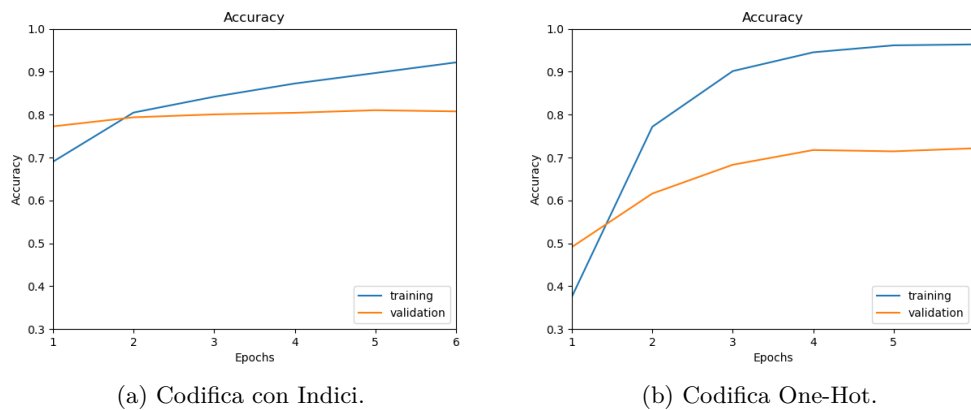 Accuracy
1.0
0.9
0.8
0.7
0.6
0.5
0.4
0.3
Accuracy
1 2 3 4 5 6
Epochs
training
validation
(a) Codifica con Indici.
Accuracy
1.0
0.9
0.8
0.7
0.6
0.5
0.4
0.3
Accuracy
1 2 3 4 5
Epochs
training
validation
(b) Codifica One-Hot.